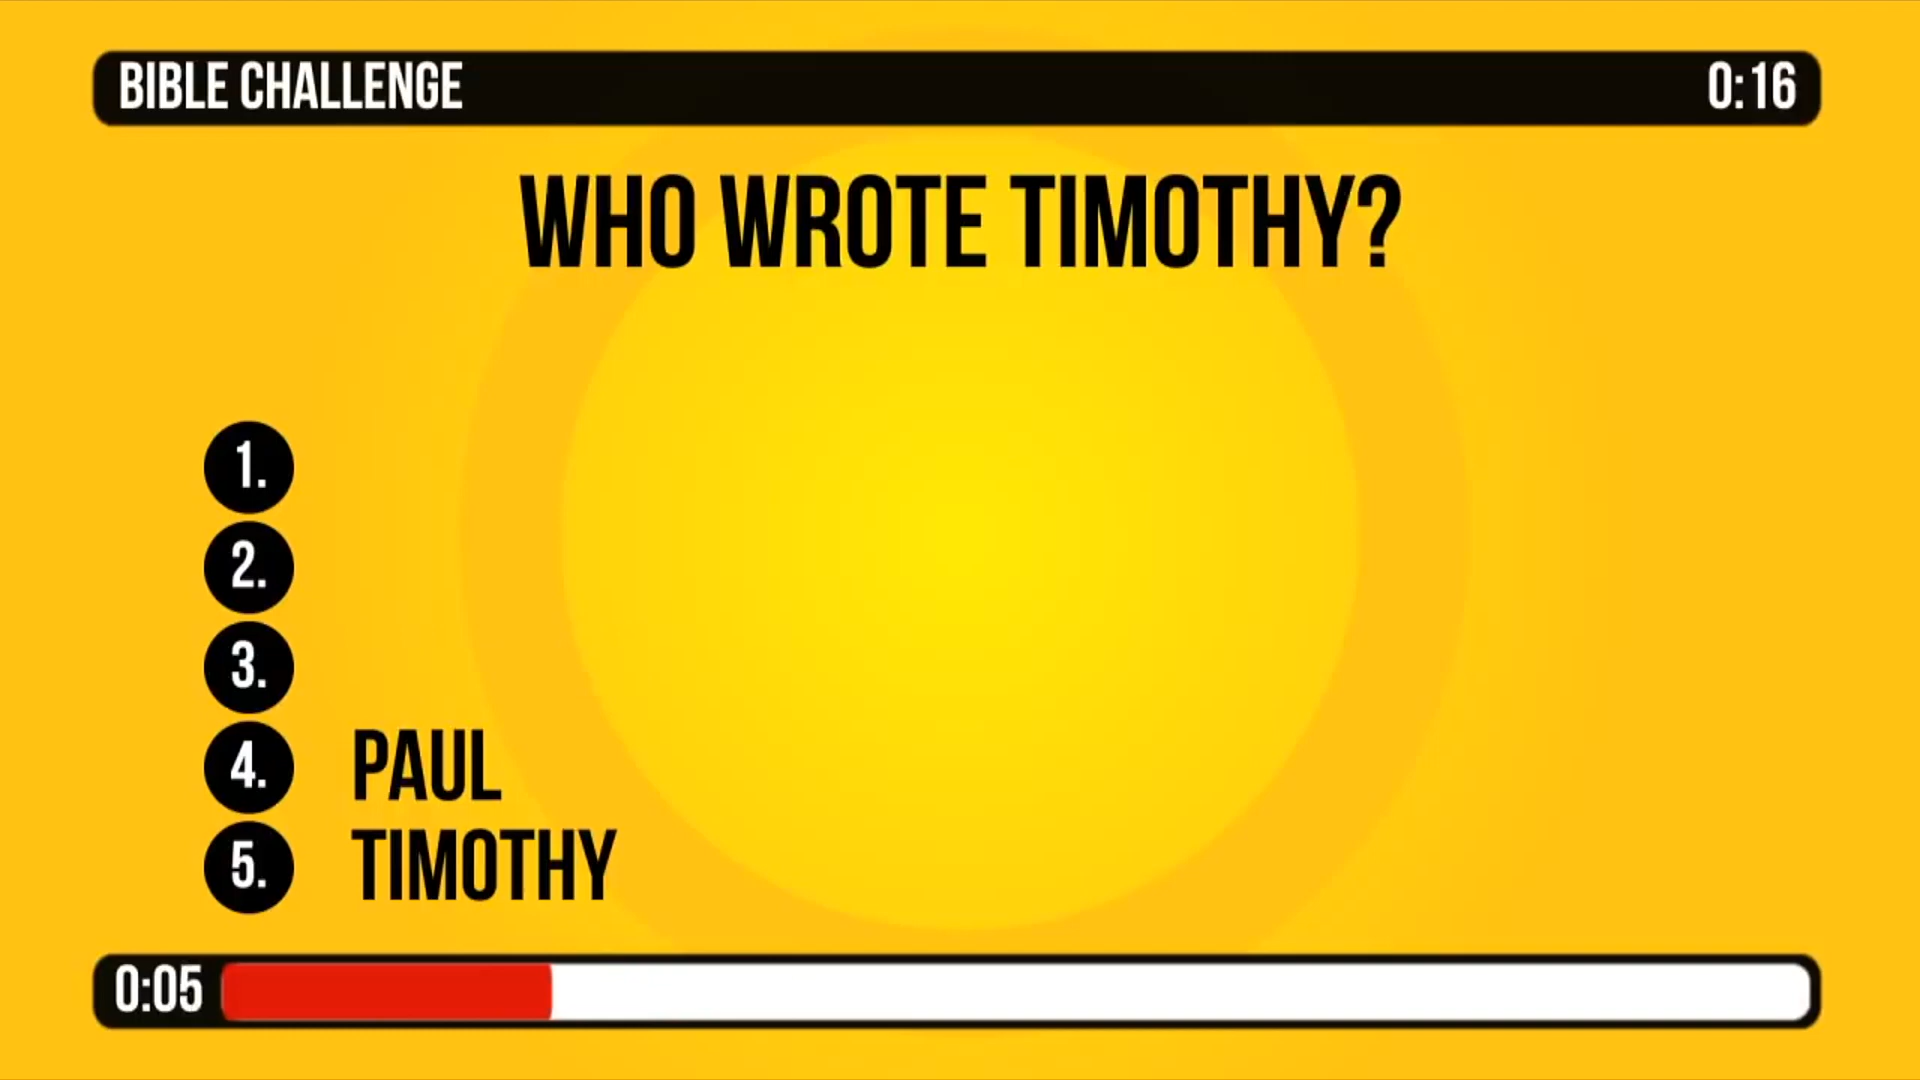 BIBLE CHALLENGE 0:16
WHO WROTE TIMOTHY?
1.
2.
3.
4. PAUL
5. TIMOTHY
0:05